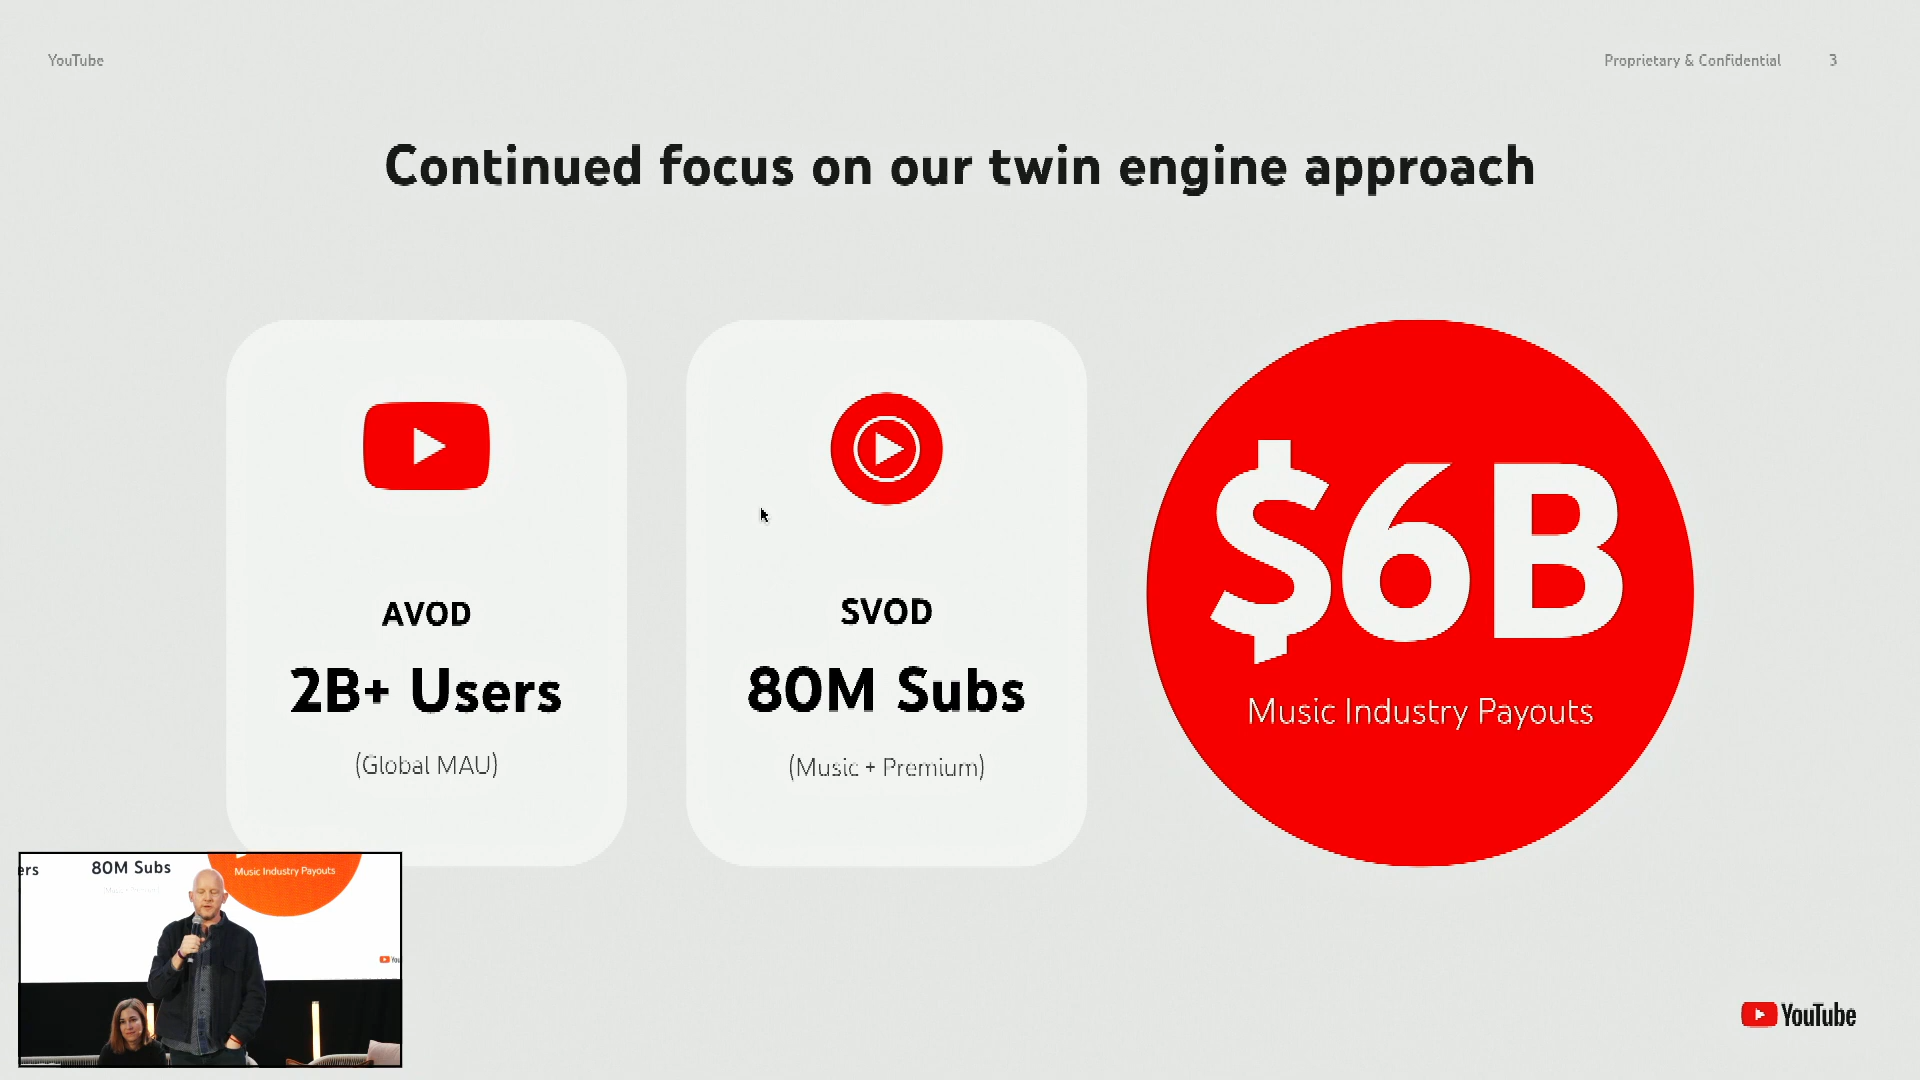 YouTube
Proprietary & Confidential 3
Continued focus on our twin engine approach
AVOD
2B+ Users
(Global MAU)
SVOD
80M Subs
(Music + Premium)
$6B
Music Industry Payouts
ers
80M Subs
Music Industry Payouts
YouTube